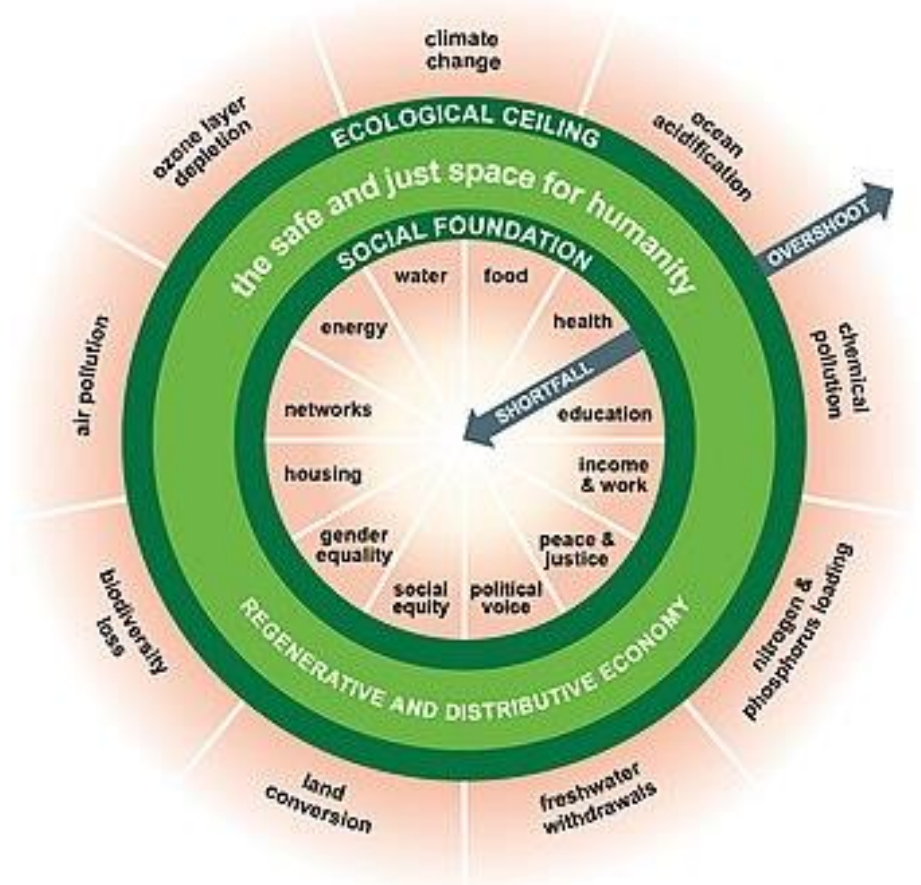 climate
change
ocean
acidification
OVERSHOOT
chemical
pollution
nitrogen &
phosphorus loading
freshwater
withdrawals
land
conversion
biodiversity
loss
air pollution
ozone layer
depletion
ECOLOGICAL CEILING
the safe and just space for humanity
SOCIAL FOUNDATION
water
food
health
SHORTFALL
education
income
& work
peace &
justice
political
voice
social
equity
gender
equality
housing
networks
energy
REGENERATIVE AND DISTRIBUTIVE ECONOMY